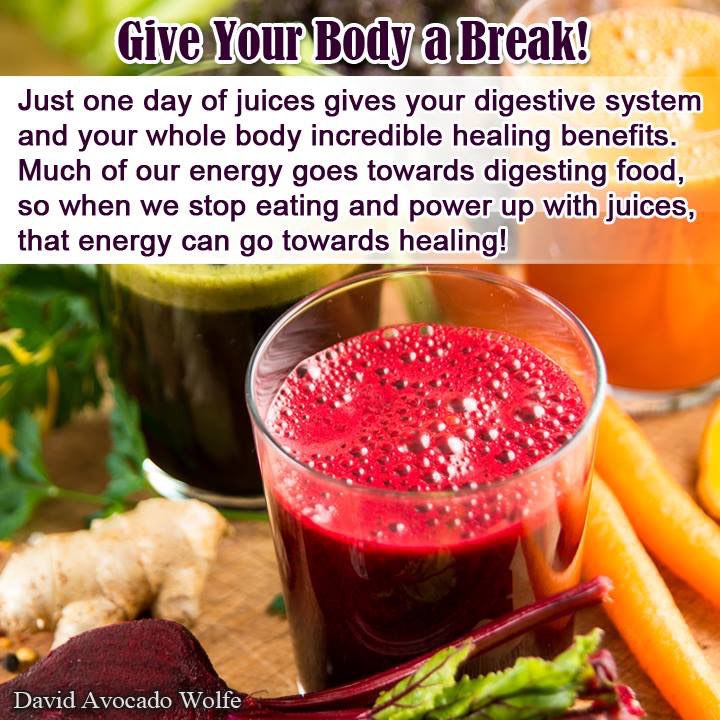 Give Your Body a Break!
Just one day of juices gives your digestive system
and your whole body incredible healing benefits.
Much of our energy goes towards digesting food,
so when we stop eating and power up with juices,
that energy can go towards healing!
David Avocado Wolfe